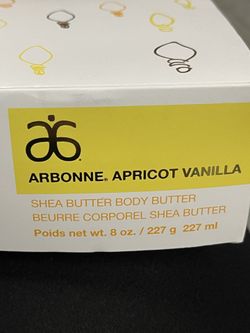 ARBONNE® APRICOT VANILLA
SHEA BUTTER BODY BUTTER
BEURRE CORPOREL SHEA BUTTER
Poids net wt. 8 oz. / 227 g 227 ml